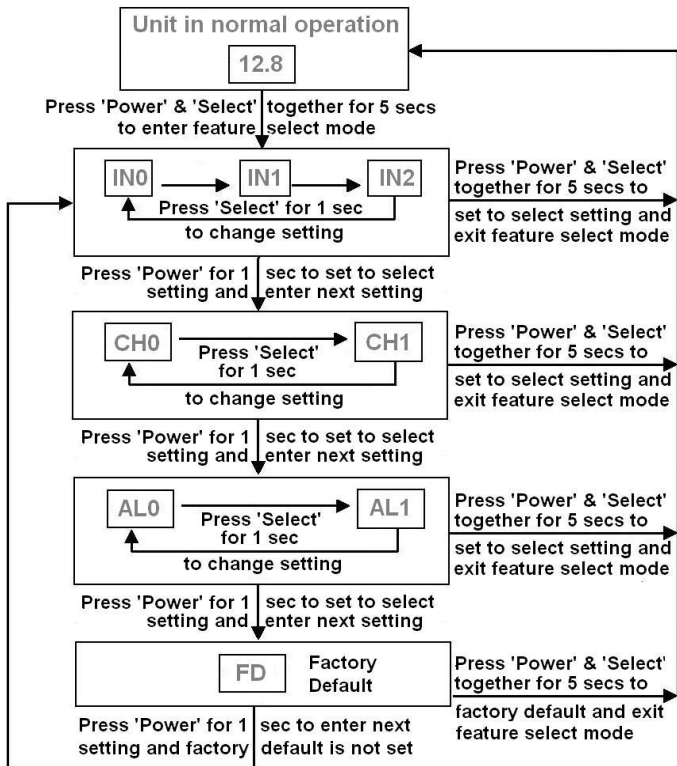 Unit in normal operation
12.8
Press 'Power' & 'Select' together for 5 secs
to enter feature select mode
IN0 IN1 IN2
Press 'Select' for 1 sec
to change setting
Press 'Power' & 'Select'
together for 5 secs to
set to select setting and
exit feature select mode
Press 'Power' for 1 sec to set to select
setting and enter next setting
CH0 CH1
Press 'Select'
for 1 sec
to change setting
Press 'Power' & 'Select'
together for 5 secs to
set to select setting and
exit feature select mode
Press 'Power' for 1 sec to set to select
setting and enter next setting
AL0 AL1
Press 'Select'
for 1 sec
to change setting
Press 'Power' & 'Select'
together for 5 secs to
set to select setting and
exit feature select mode
Press 'Power' for 1 sec to set to select
setting and enter next setting
FD Factory
Default
Press 'Power' & 'Select'
together for 5 secs to
factory default and exit
feature select mode
Press 'Power' for 1 sec to enter next
setting and factory default is not set